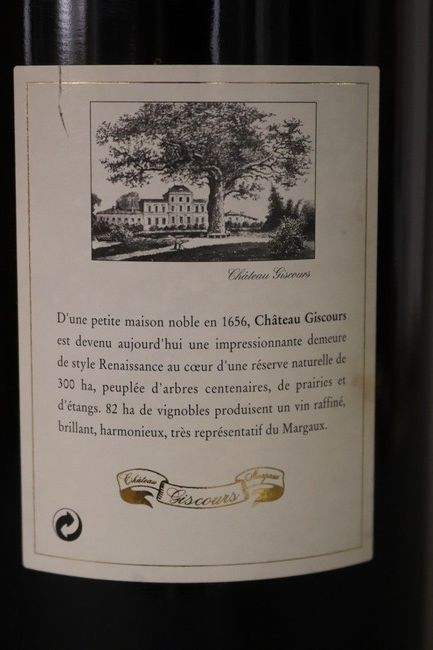 Château Giscours
D'une petite maison noble en 1656, Château Giscours
est devenu aujourd'hui une impressionnante demeure
de style Renaissance au cœur d'une réserve naturelle de
300 ha, peuplée d'arbres centenaires, de prairies et
d'étangs. 82 ha de vignobles produisent un vin raffiné,
brillant, harmonieux, très représentatif du Margaux.
Château Giscours Margaux